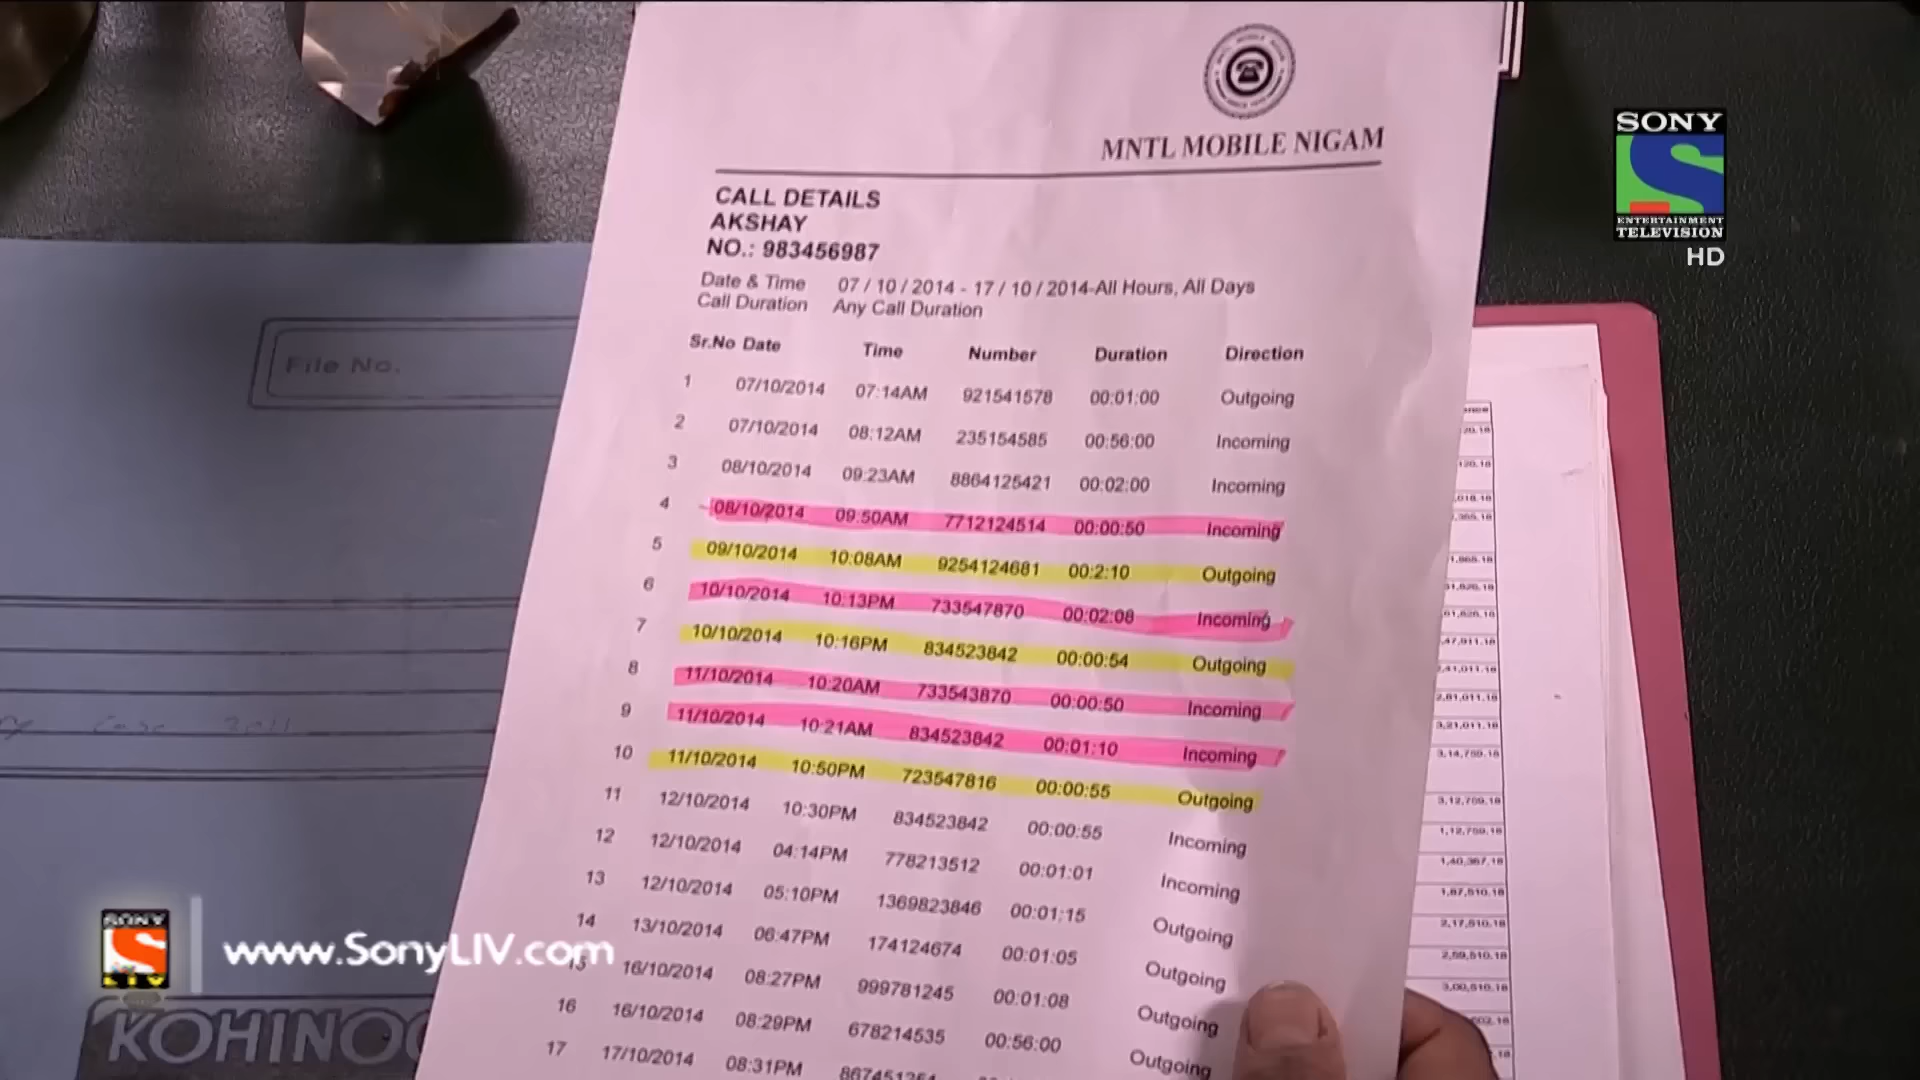 MNTL MOBILE NIGAM
SONY
ENTERTAINMENT
TELEVISION
HD
CALL DETAILS
AKSHAY
NO.: 983456987
Date & Time 07 / 10 / 2014 - 17 / 10 / 2014-All Hours, All Days
Call Duration Any Call Duration
File No.
Sr.No Date Time Number Duration Direction
1 07/10/2014 07:14AM 921541578 00:01:00 Outgoing
2 07/10/2014 08:12AM 235154585 00:56:00 Incoming
3 08/10/2014 09:23AM 8864125421 00:02:00 Incoming
4 08/10/2014 09:50AM 7712124514 00:00:50 Incoming
5 09/10/2014 10:08AM 9254124681 00:2:10 Outgoing
6 10/10/2014 10:13PM 733547870 00:02:08 Incoming
7 10/10/2014 10:16PM 834523842 00:00:54 Outgoing
8 11/10/2014 10:20AM 733543870 00:00:50 Incoming
9 11/10/2014 10:21AM 834523842 00:01:10 Incoming
10 11/10/2014 10:50PM 723547816 00:00:55 Outgoing
11 12/10/2014 10:30PM 834523842 00:00:55 Incoming
12 12/10/2014 04:14PM 778213512 00:01:01 Incoming
13 12/10/2014 05:10PM 1369823846 00:01:15 Outgoing
14 13/10/2014 06:47PM 174124674 00:01:05 Outgoing
15 16/10/2014 08:27PM 999781245 00:01:08 Outgoing
16 16/10/2014 08:29PM 678214535 00:56:00 Outgoing
17 17/10/2014 08:31PM
Case 2011
SONY
LIV
www.SonyLIV.com
KOHINOO